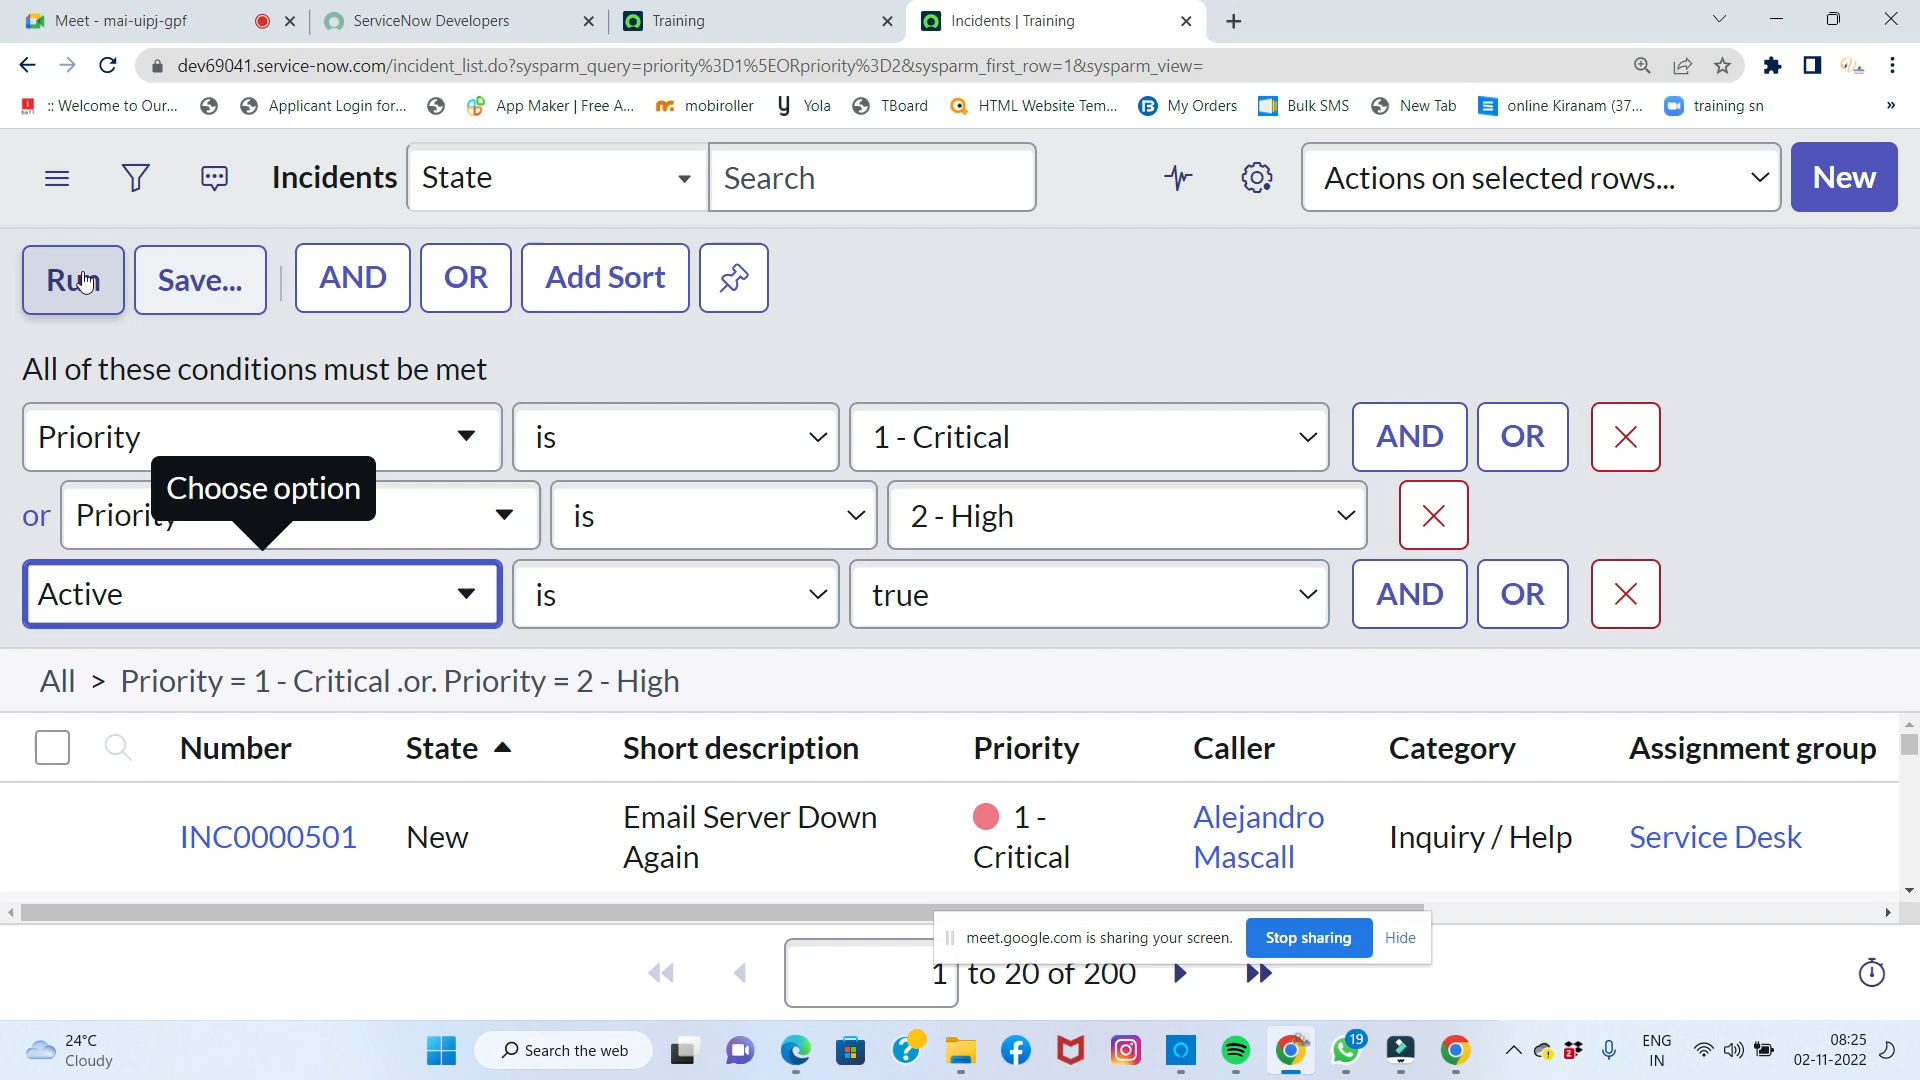 Meet - mai-uipj-gpf
ServiceNow Developers
Training
Incidents | Training
dev69041.service-now.com/incident_list.do?sysparm_query=priority%3D1%5EORpriority%3D2&sysparm_first_row=1&sysparm_view=
:: Welcome to Our...
Applicant Login for...
App Maker | Free A...
mobiroller
Yola
TBoard
HTML Website Tem...
My Orders
Bulk SMS
New Tab
online Kiranam (37...
training sn
»
Incidents
State
Search
Actions on selected rows...
New
Run
Save...
AND
OR
Add Sort
All of these conditions must be met
Priority
is
1 - Critical
AND
OR
Choose option
or
Priority
is
2 - High
Active
is
true
AND
OR
All > Priority = 1 - Critical .or. Priority = 2 - High
Number
State
Short description
Priority
Caller
Category
Assignment group
INC0000501
New
Email Server Down
Again
1 -
Critical
Alejandro
Mascall
Inquiry / Help
Service Desk
meet.google.com is sharing your screen.
Stop sharing
Hide
1 to 20 of 200
24°C
Cloudy
Search the web
19
2
ENG
IN
08:25
02-11-2022